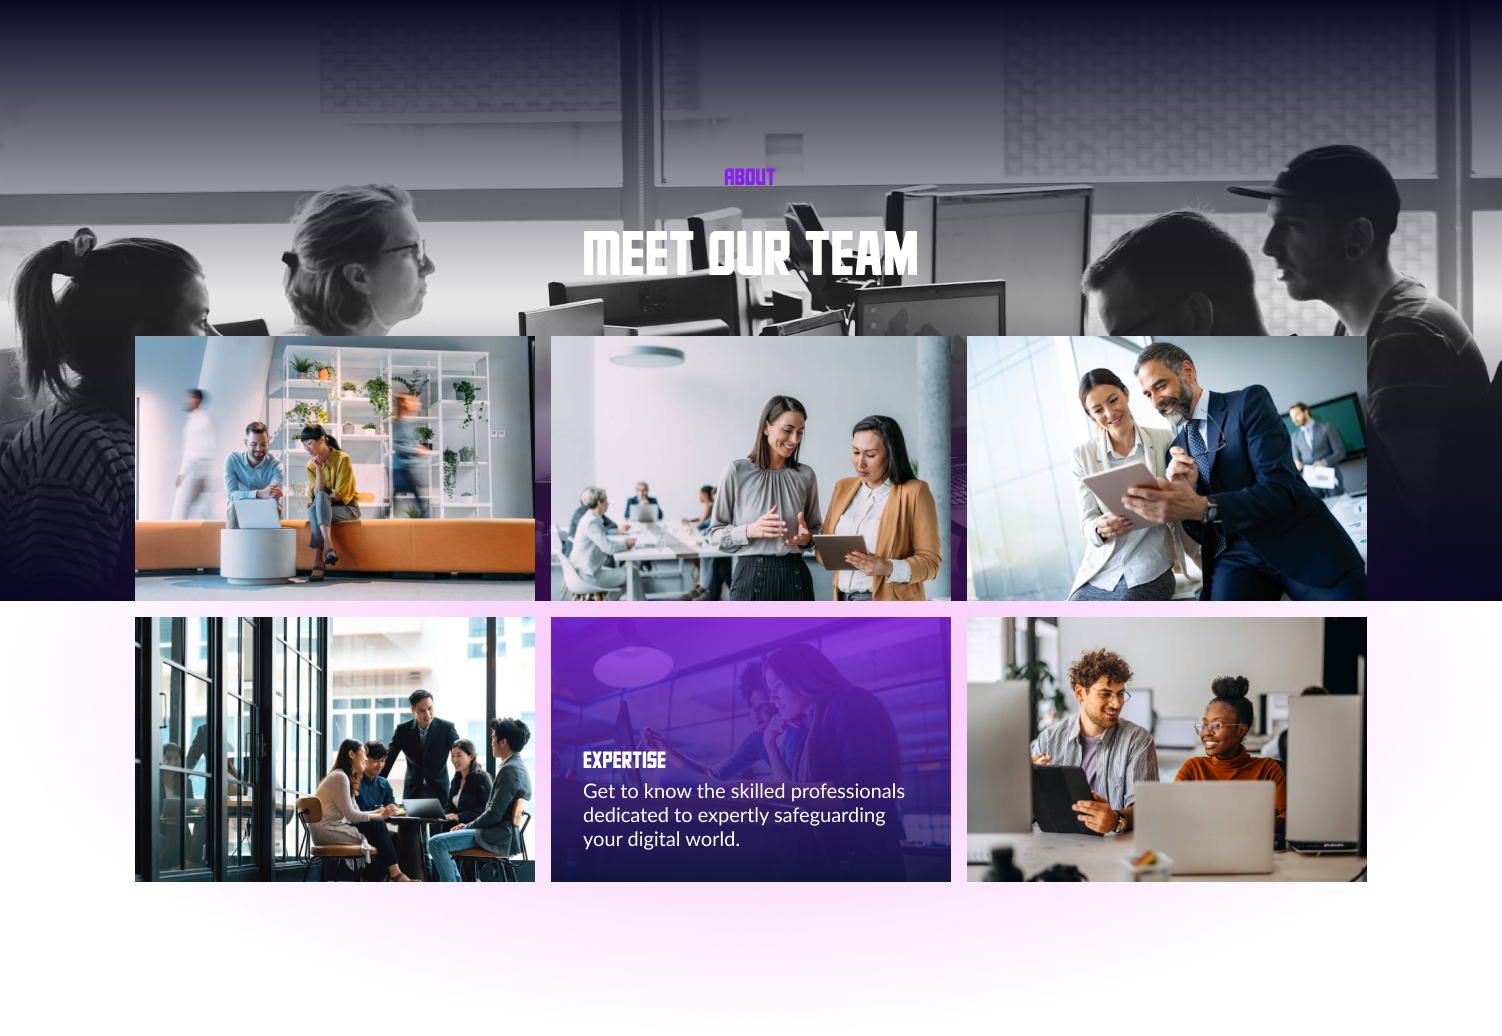 ABOUT
MEET OUR TEAM
EXPERTISE
Get to know the skilled professionals
dedicated to expertly safeguarding
your digital world.